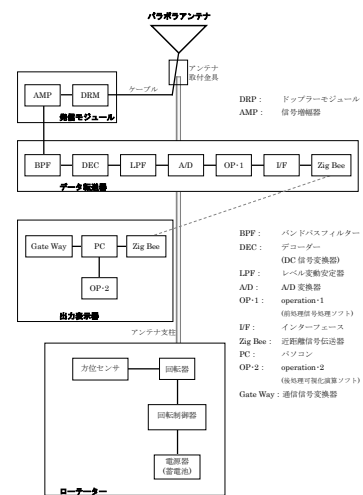 パラボラアンテナ
アンテナ
取付金具
ケーブル
AMP
DRM
発信モジュール
DRP： ドップラーモジュール
AMP： 信号増幅器
BPF
DEC
LPF
A/D
OP-1
I/F
Zig Bee
データ転送器
Gate Way
PC
Zig Bee
OP-2
出力表示器
BPF： バンドパスフィルター
DEC： デコーダー
(DC 信号変換器)
LPF： レベル変動安定器
A/D： A/D 変換器
OP-1： operation-1
(前処理信号処理ソフト)
I/F： インターフェース
Zig Bee： 近距離信号伝送器
PC： パソコン
OP-2： operation-2
(後処理可視化演算ソフト)
Gate Way：通信信号変換器
アンテナ支柱
方位センサ
回転器
回転制御器
電源器
(蓄電池)
ローテーター